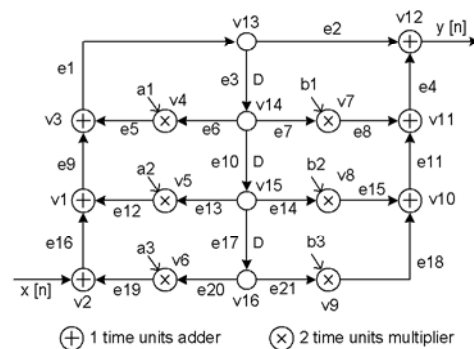 v13
v12
y [n]
e2
e1
e3
D
e4
a1
v4
v14
b1
v7
v3
e5
e6
e7
e8
v11
e9
a2
v5
e10
D
v15
b2
v8
e11
v1
e12
e13
e14
e15
v10
e16
a3
v6
e17
D
b3
e18
x [n]
e19
e20
e21
v2
v16
v9
1 time units adder
2 time units multiplier